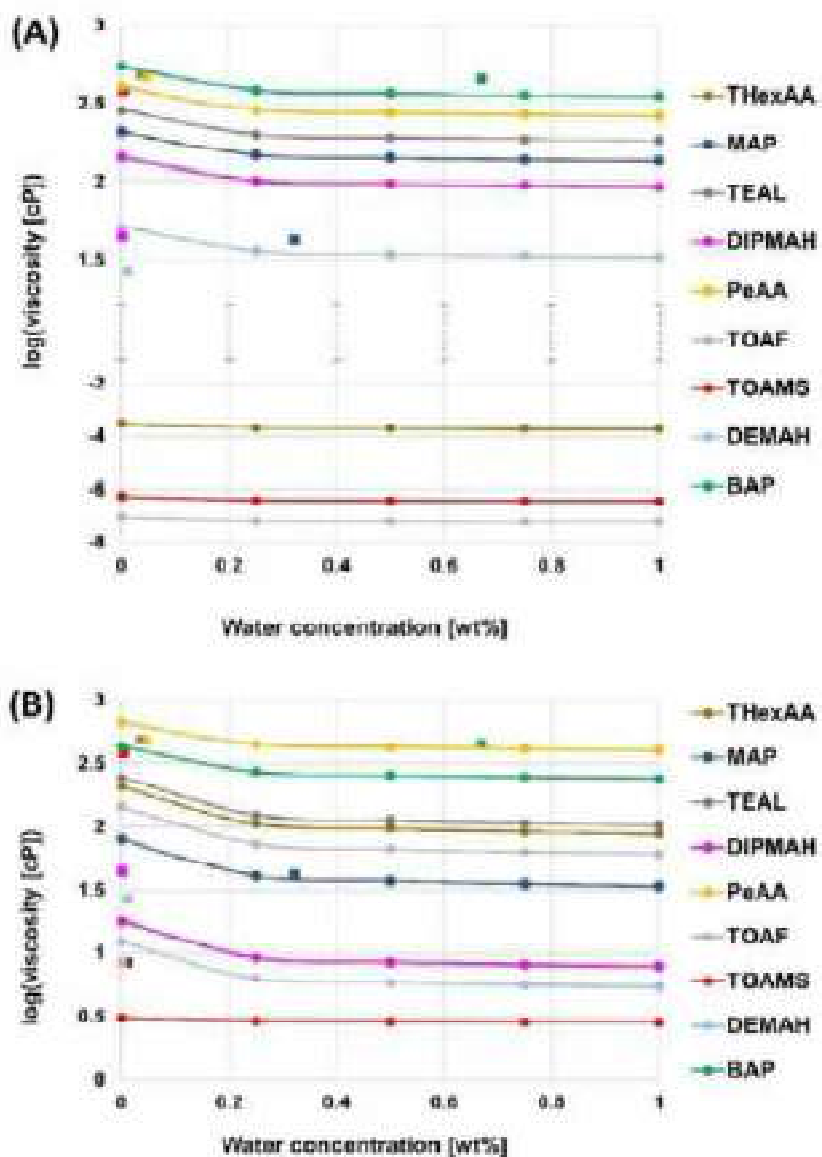 (A)
3
2.5
2
1.5
-2
-4
-6
-8
0
0.2
0.4
0.6
0.8
1
log(viscosity [cP])
Water concentration [wt%]
THexAA
MAP
TEAL
DIPMAH
PeAA
TOAF
TOAMS
DEMAH
BAP
(B)
3
2.5
2
1.5
1
0.5
0
0
0.2
0.4
0.6
0.8
1
log(viscosity [cP])
Water concentration [wt%]
THexAA
MAP
TEAL
DIPMAH
PeAA
TOAF
TOAMS
DEMAH
BAP